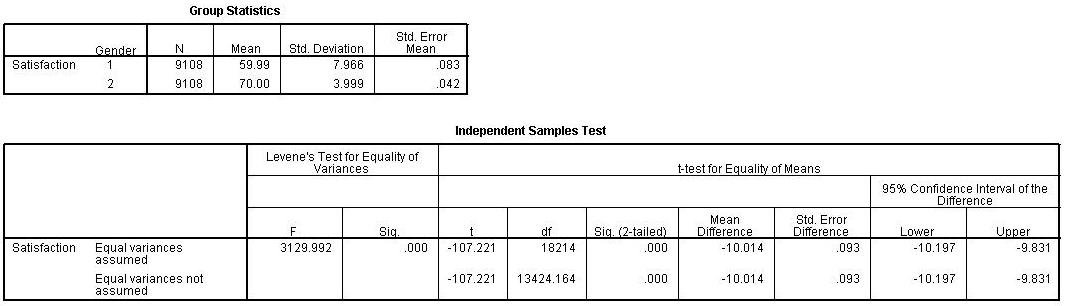 Group Statistics
Gender N Mean Std. Deviation Std. Error Mean
Satisfaction 1 9108 59.99 7.966 .083
2 9108 70.00 3.999 .042
Independent Samples Test
Levene's Test for Equality of Variances t-test for Equality of Means
95% Confidence Interval of the Difference
F Sig. t df Sig. (2-tailed) Mean Difference Std. Error Difference Lower Upper
Satisfaction Equal variances assumed 3129.992 .000 -107.221 18214 .000 -10.014 .093 -10.197 -9.831
Equal variances not assumed -107.221 13424.164 .000 -10.014 .093 -10.197 -9.831